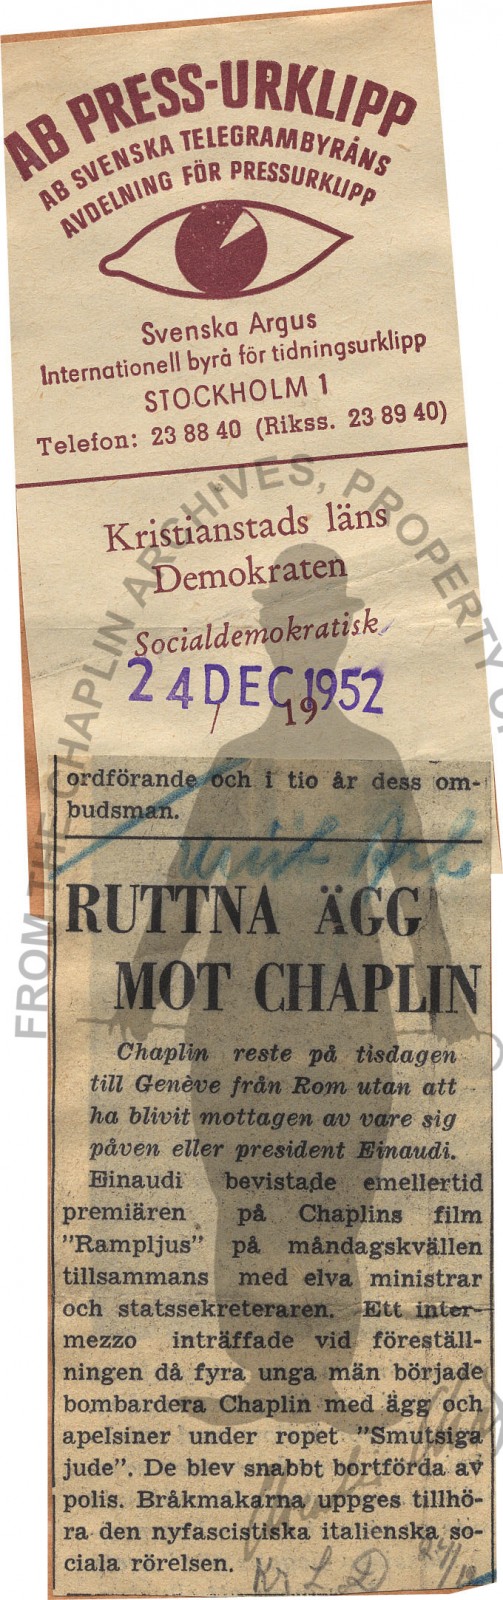 AB PRESS-URKLIPP
AB SVENSKA TELEGRAMBYRÅNS
AVDELNING FÖR PRESSURKLIPP
Svenska Argus
Internationell byrå för tidningsurklipp
STOCKHOLM 1
Telefon: 23 88 40 (Rikss. 23 89 40)
Kristianstads läns
Demokraten
Socialdemokratisk
24 DEC 1952
/ 19
FROM THE CHAPLIN ARCHIVES, PROPERTY O
ordförande och i tio år dess om-
budsman.
RUTTNA ÄGG
MOT CHAPLIN
Chaplin reste på tisdagen
till Genève från Rom utan att
ha blivit mottagen av vare sig
påven eller president Einaudi.
Einaudi bevistade emellertid
premiären på Chaplins film
"Rampljus" på måndagskvällen
tillsammans med elva ministrar
och statssekreteraren. Ett inter-
mezzo inträffade vid föreställ-
ningen då fyra unga män började
bombardera Chaplin med ägg och
apelsiner under ropet "Smutsiga
jude". De blev snabbt bortförda av
polis. Bråkmakarna uppges tillhö-
ra den nyfascistiska italienska so-
ciala rörelsen.
Kr L. D 24/12